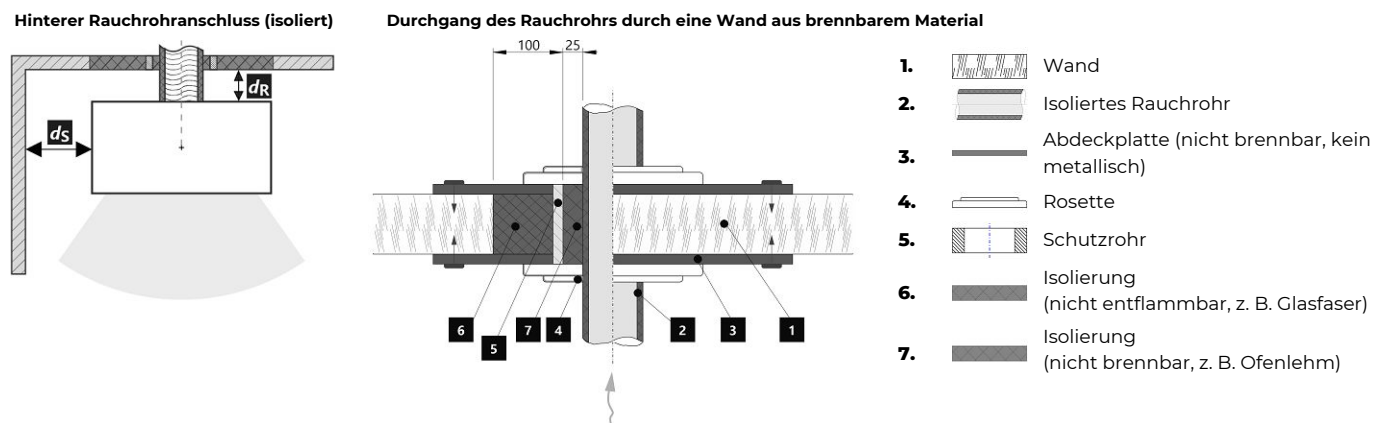 Hinterer Rauchrohranschluss (isoliert)
Durchgang des Rauchrohrs durch eine Wand aus brennbarem Material
dR
dS
100
25
6
5
7
4
2
3
1
1. Wand
2. Isoliertes Rauchrohr
3. Abdeckplatte (nicht brennbar, kein
metallisch)
4. Rosette
5. Schutzrohr
6. Isolierung
(nicht entflammbar, z. B. Glasfaser)
7. Isolierung
(nicht brennbar, z. B. Ofenlehm)